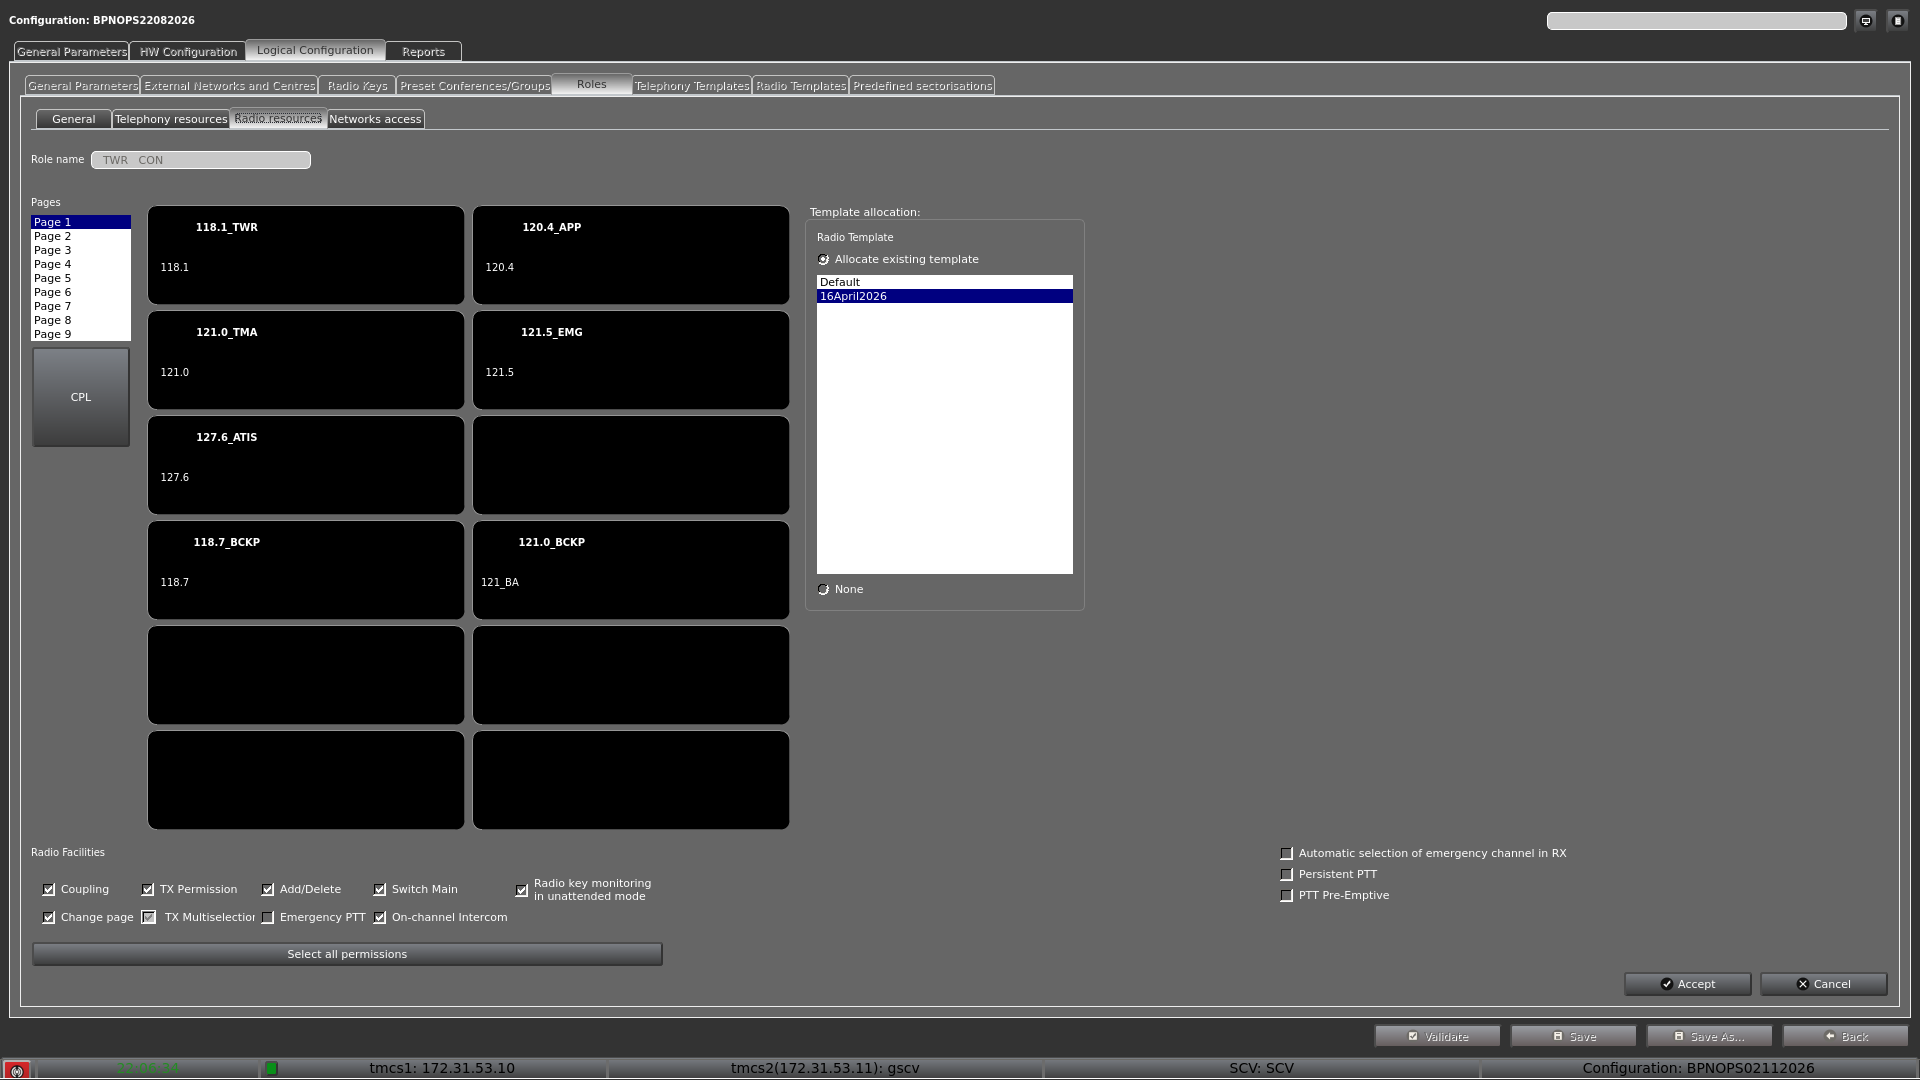 Configuration: BPNOPS22082026
General Parameters HW Configuration Logical Configuration Reports
General Parameters External Networks and Centres Radio Keys Preset Conferences/Groups Roles Telephony Templates Radio Templates Predefined sectorisations
General Telephony resources Radio resources Networks access
Role name TWR CON
Pages
Page 1
Page 2
Page 3
Page 4
Page 5
Page 6
Page 7
Page 8
Page 9
CPL
118.1_TWR
118.1
120.4_APP
120.4
121.0_TMA
121.0
121.5_EMG
121.5
127.6_ATIS
127.6
118.7_BCKP
118.7
121.0_BCKP
121_BA
Template allocation:
Radio Template
Allocate existing template
Default
16April2026
None
Radio Facilities
Coupling TX Permission Add/Delete Switch Main Radio key monitoring
in unattended mode
Change page TX Multiselection Emergency PTT On-channel Intercom
Select all permissions
Automatic selection of emergency channel in RX
Persistent PTT
PTT Pre-Emptive
Accept Cancel
Validate Save Save As... Back
tmcs1: 172.31.53.10 tmcs2(172.31.53.11): gscv SCV: SCV Configuration: BPNOPS02112026